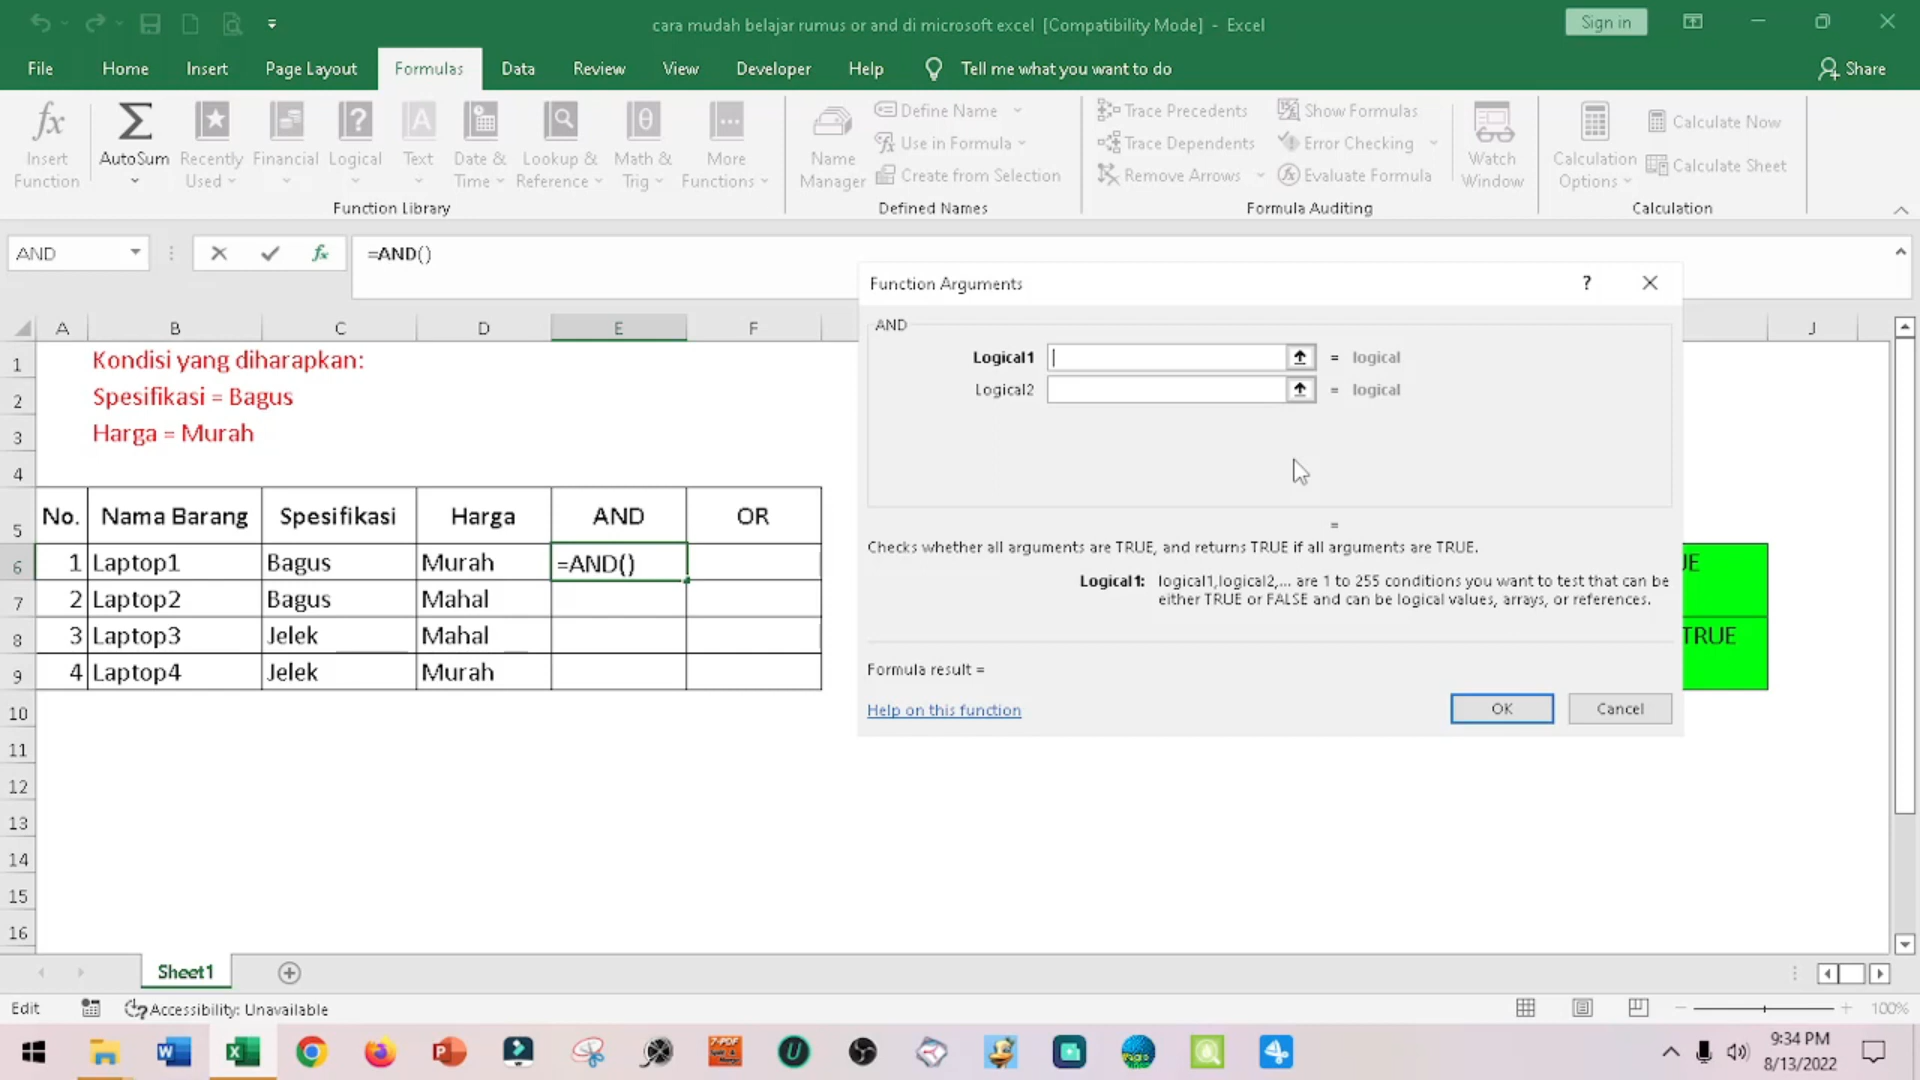 cara mudah belajar rumus or and di microsoft excel [Compatibility Mode] - Excel
Sign in
File Home Insert Page Layout Formulas Data Review View Developer Help Tell me what you want to do
Share
Insert Function
AutoSum
Recently Used
Financial
Logical
Text
Date & Time
Lookup & Reference
Math & Trig
More Functions
Function Library
Name Manager
Define Name
Use in Formula
Create from Selection
Defined Names
Trace Precedents
Trace Dependents
Remove Arrows
Show Formulas
Error Checking
Evaluate Formula
Formula Auditing
Watch Window
Calculation Options
Calculate Now
Calculate Sheet
Calculation
AND
fx
=AND()
A B C D E F J
1 Kondisi yang diharapkan:
2 Spesifikasi = Bagus
3 Harga = Murah
4
5 No. Nama Barang Spesifikasi Harga AND OR
6 1 Laptop1 Bagus Murah =AND()
7 2 Laptop2 Bagus Mahal
8 3 Laptop3 Jelek Mahal
9 4 Laptop4 Jelek Murah
10
11
12
13
14
15
16
TRUE
Function Arguments
?
AND
Logical1 = logical
Logical2 = logical
=
Checks whether all arguments are TRUE, and returns TRUE if all arguments are TRUE.
Logical1: logical1,logical2,... are 1 to 255 conditions you want to test that can be
either TRUE or FALSE and can be logical values, arrays, or references.
Formula result =
Help on this function
OK Cancel
Sheet1
Edit
Accessibility: Unavailable
100%
9:34 PM
8/13/2022